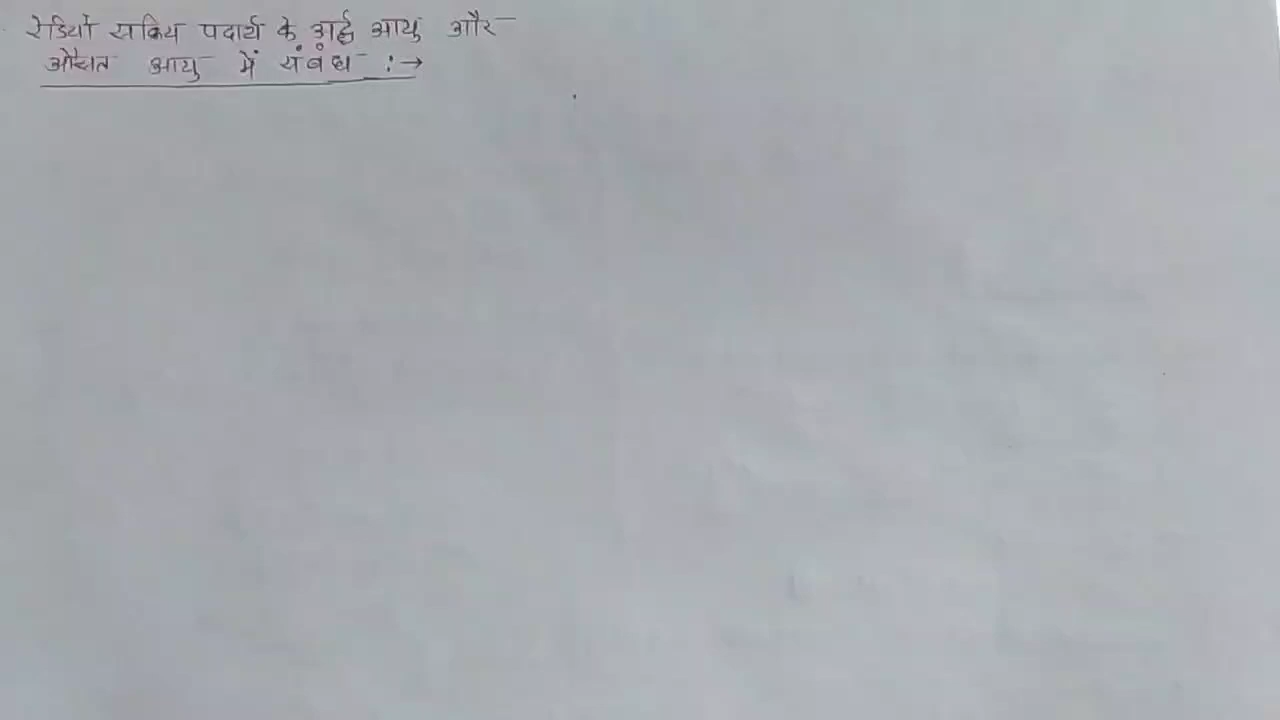 रेडियो सक्रिय पदार्थ के अर्द्ध आयु और
औसत आयु में संबंध :→